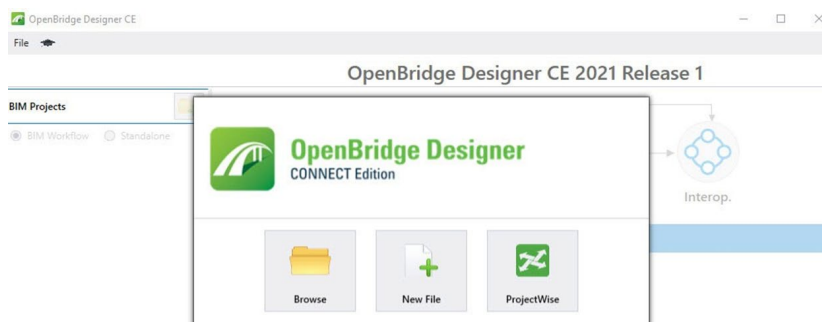 OpenBridge Designer CE
File
OpenBridge Designer CE 2021 Release 1
BIM Projects
BIM Workflow Standalone
OpenBridge Designer
CONNECT Edition
Interop.
Browse New File ProjectWise